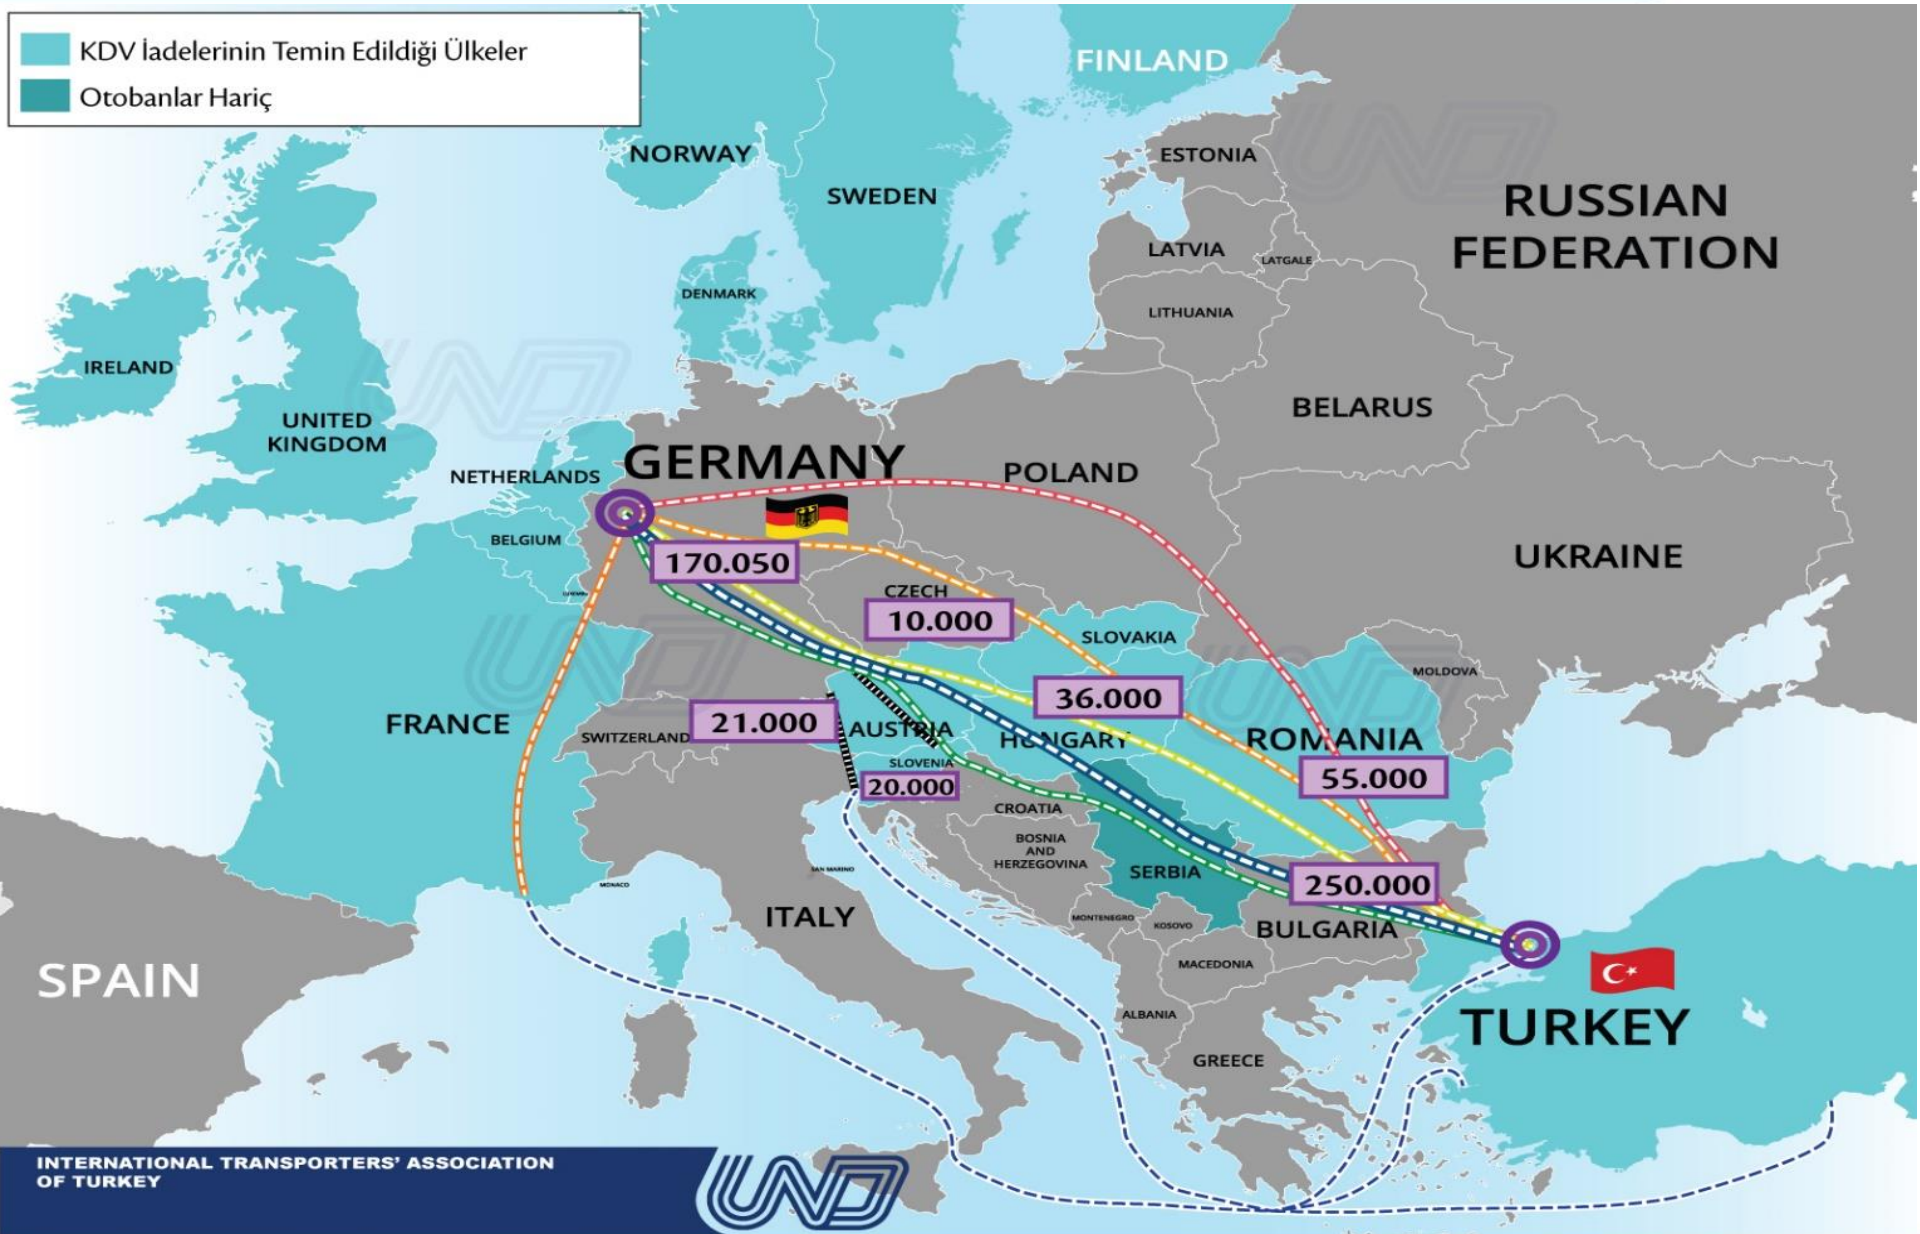 KDV İadelerinin Temin Edildiği Ülkeler
Otobanlar Hariç
FINLAND
NORWAY
ESTONIA
SWEDEN
RUSSIAN
FEDERATION
LATVIA
LATGALE
DENMARK
LITHUANIA
IRELAND
UNITED
KINGDOM
BELARUS
NETHERLANDS
GERMANY
POLAND
BELGIUM
UKRAINE
170.050
CZECH
10.000
SLOVAKIA
MOLDOVA
36.000
FRANCE
SWITZERLAND
21.000
AUSTRIA
HUNGARY
ROMANIA
SLOVENIA
20.000
55.000
CROATIA
BOSNIA
AND
HERZEGOVINA
SERBIA
SAN MARINO
MONACO
250.000
ITALY
MONTENEGRO
KOSOVO
BULGARIA
MACEDONIA
SPAIN
ALBANIA
TURKEY
GREECE
INTERNATIONAL TRANSPORTERS' ASSOCIATION
OF TURKEY
UND